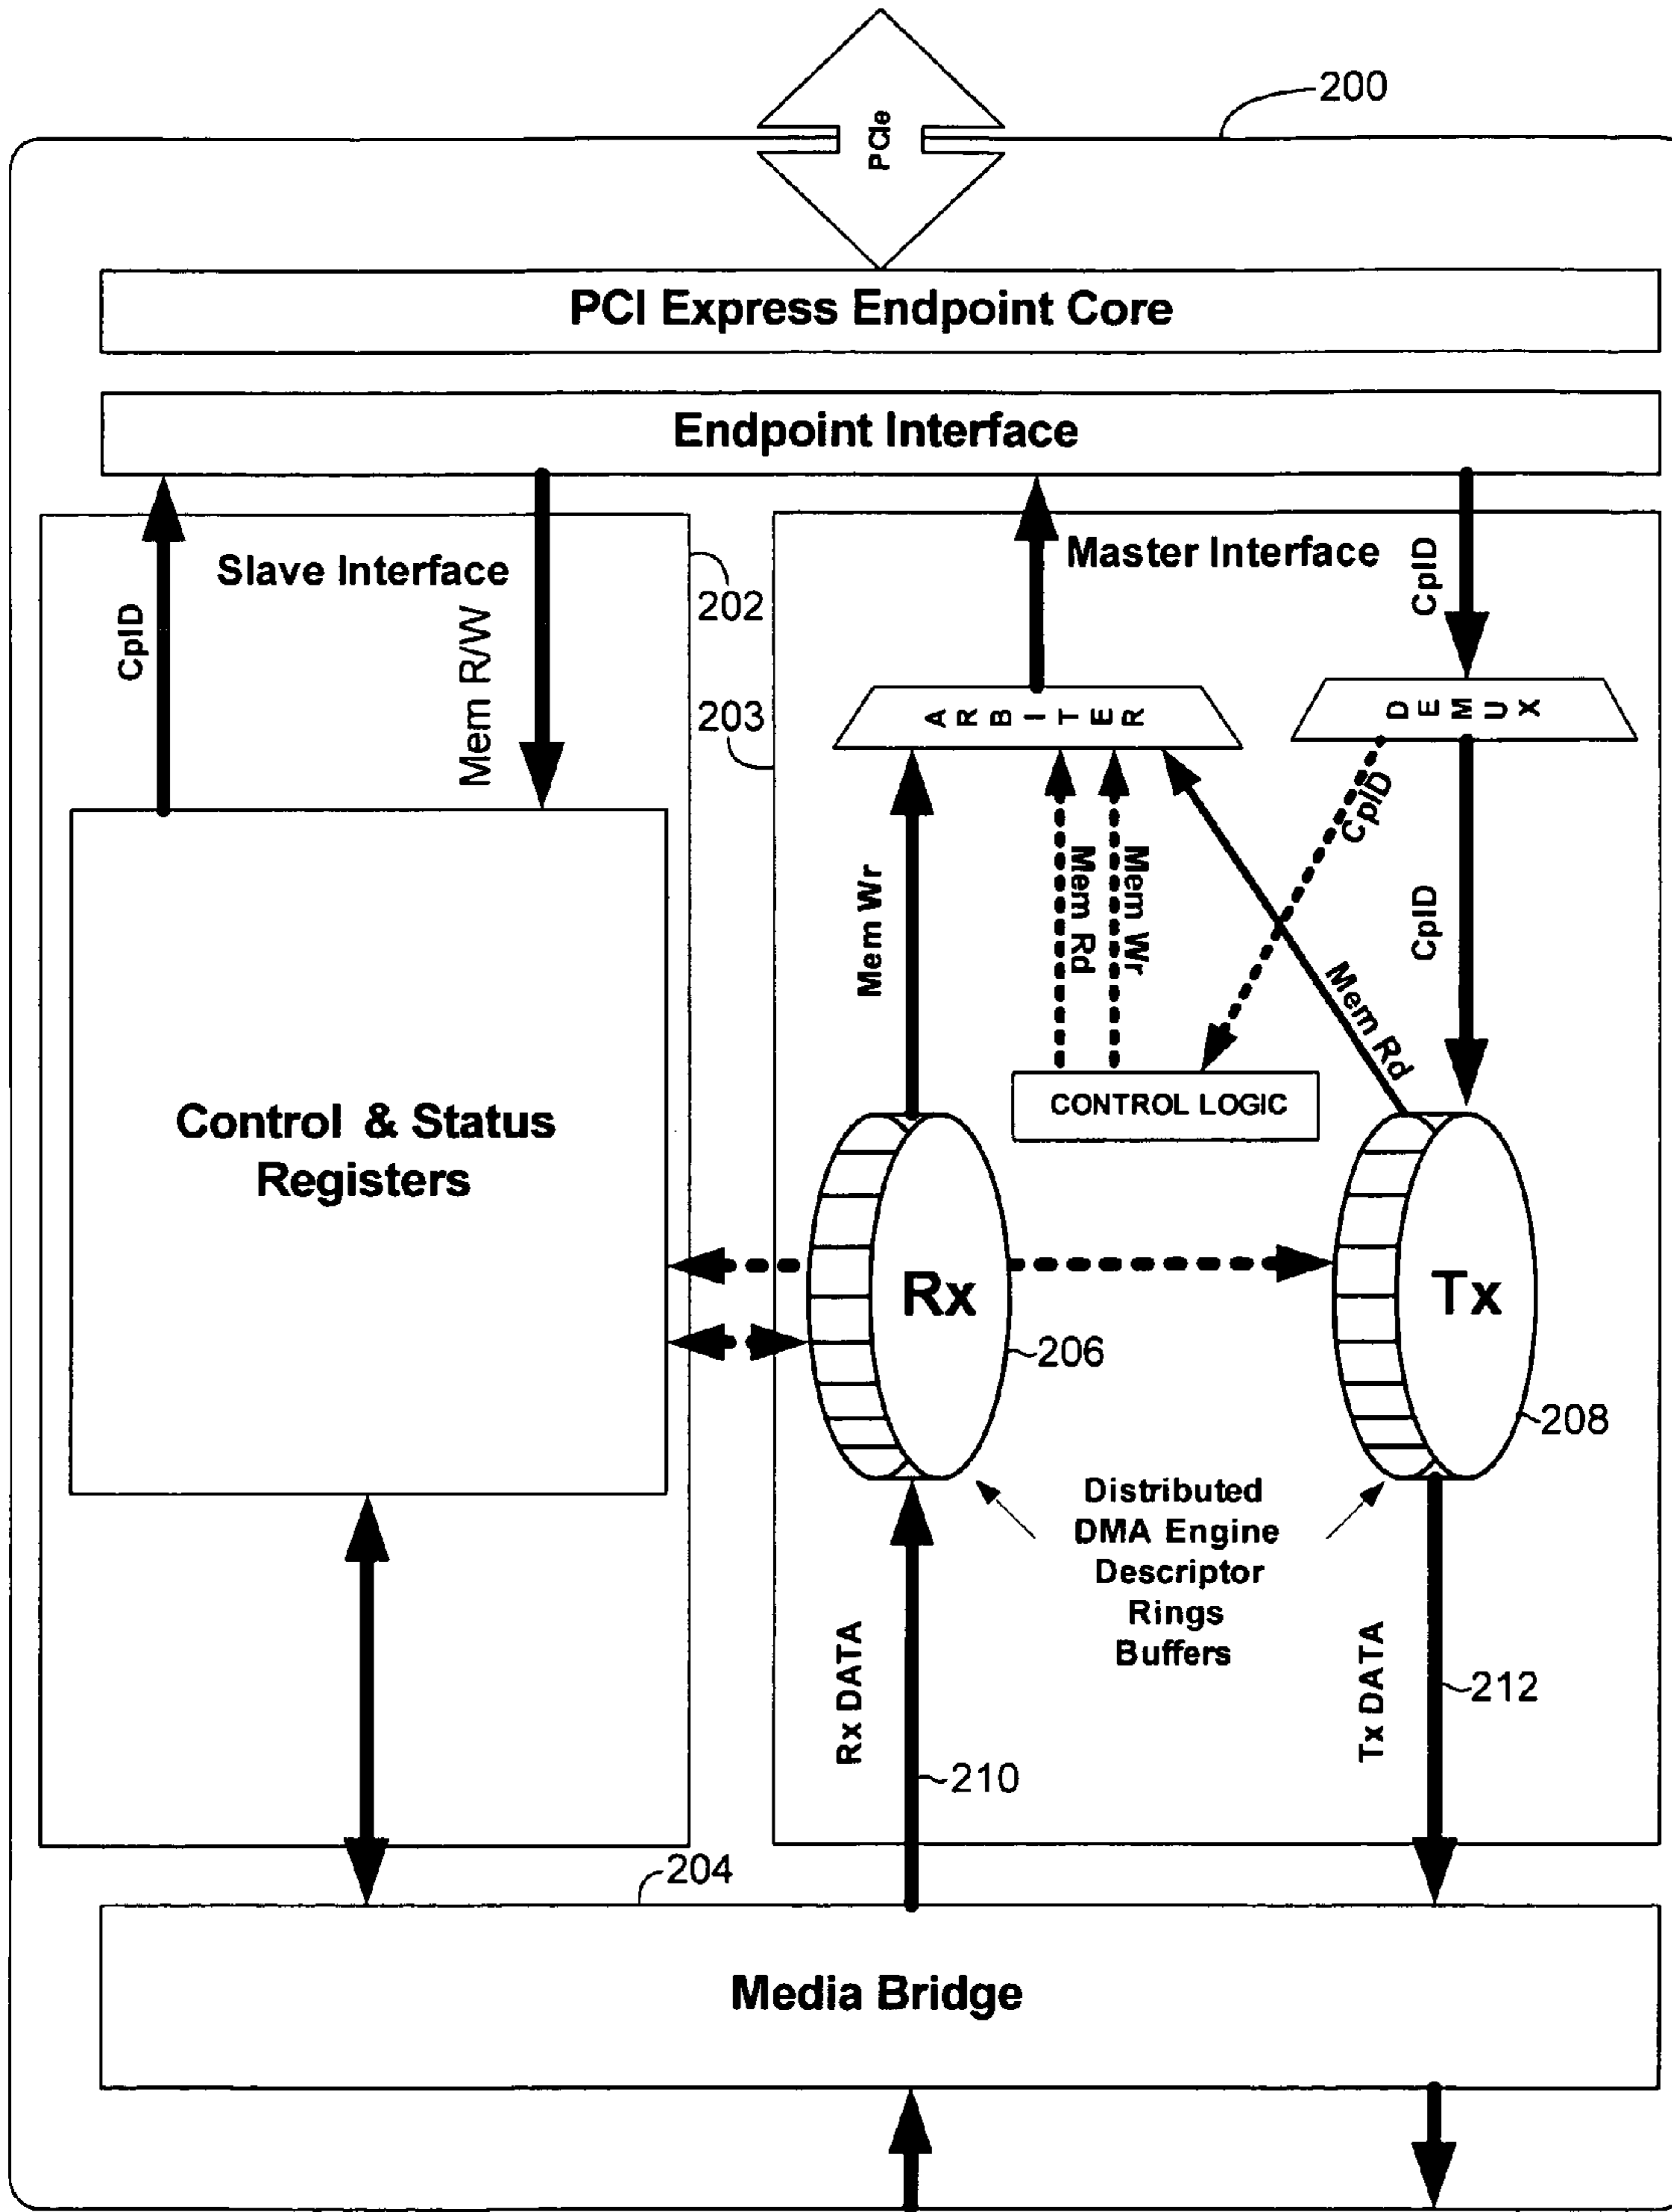 200
PCIe
PCI Express Endpoint Core
Endpoint Interface
Slave Interface
Master Interface
CplD
Mem R/W
CplD
202
203
ARBITER
DEMUX
Mem Wr
Mem Rd
Mem Wr
CplD
CplD
Mem Rd
CONTROL LOGIC
Control & Status
Registers
Rx
Tx
206
208
Distributed
DMA Engine
Descriptor
Rings
Buffers
Rx DATA
Tx DATA
210
212
204
Media Bridge